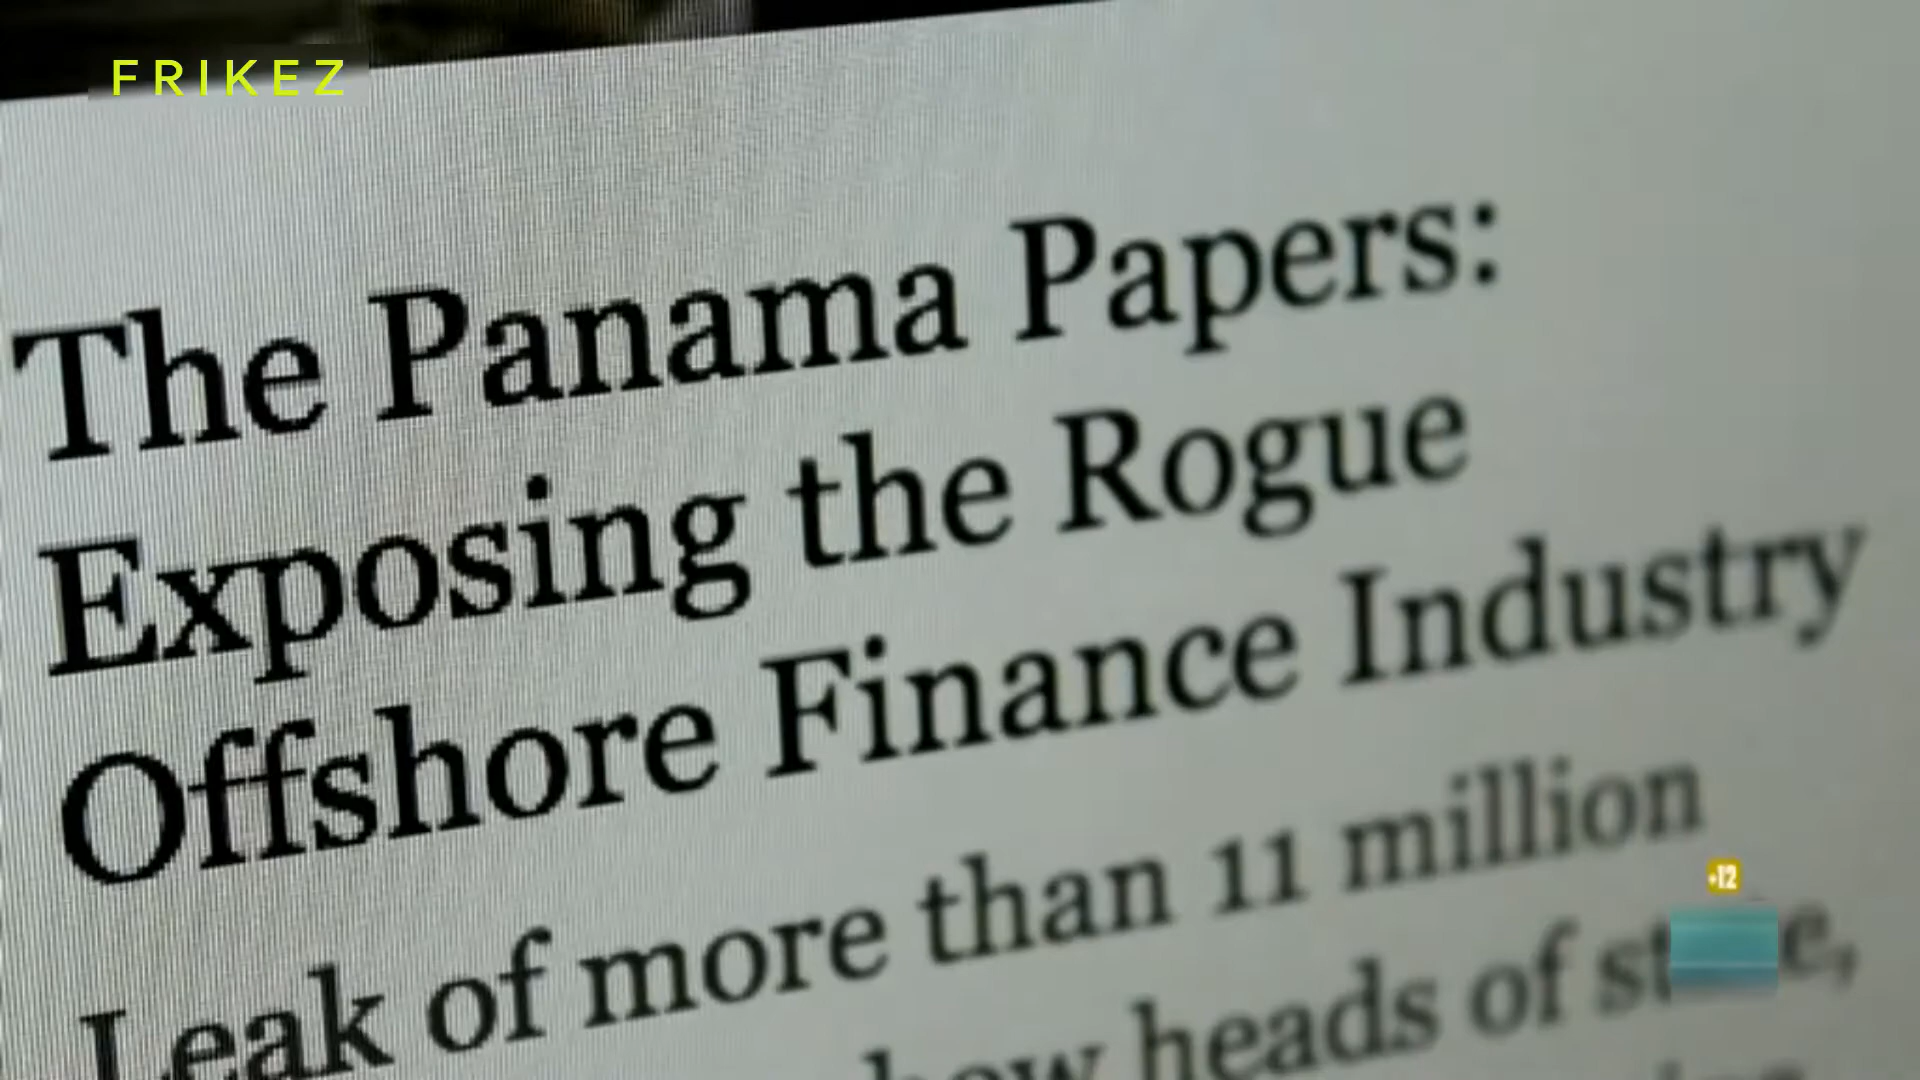 FRIKEZ
The Panama Papers:
Exposing the Rogue
Offshore Finance Industry
Leak of more than 11 million
how heads of
+12